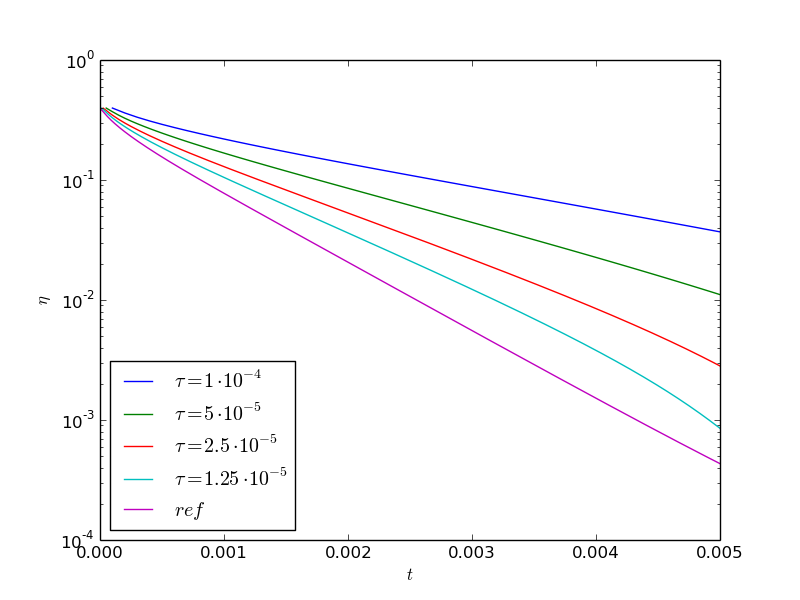 10^0
10^-1
10^-2
10^-3
10^-4
η
τ = 1·10^-4
τ = 5·10^-5
τ = 2.5·10^-5
τ = 1.25·10^-5
ref
0.000 0.001 0.002 0.003 0.004 0.005
t